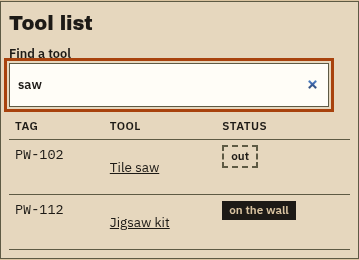 Tool list
Find a tool
saw
TAG TOOL STATUS
PW-102 Tile saw out
PW-112 Jigsaw kit on the wall